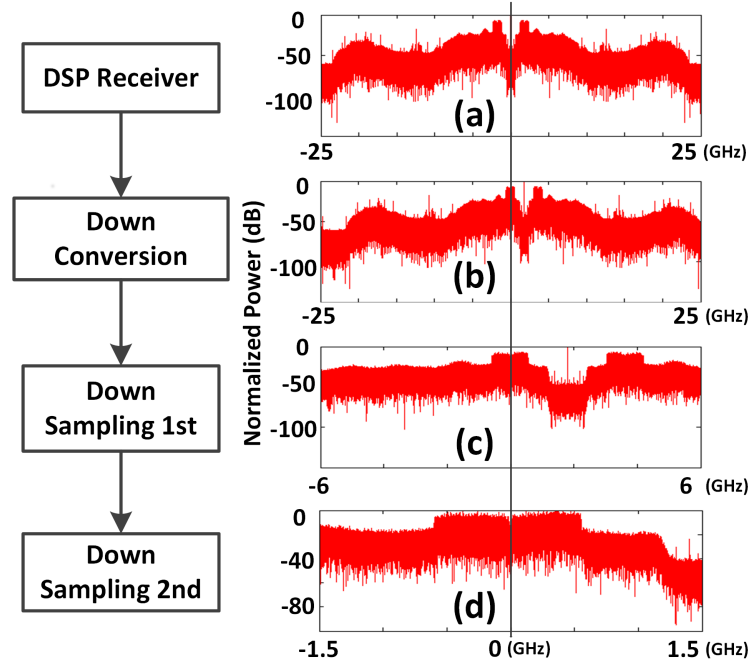 DSP Receiver
Down
Conversion
Down
Sampling 1st
Down
Sampling 2nd
Normalized Power (dB)
0
-50
-100
(a)
-25
25 (GHz)
0
-50
-100
(b)
-25
25 (GHz)
0
-50
-100
(c)
-6
6 (GHz)
0
-40
-80
(d)
-1.5
0 (GHz)
1.5 (GHz)